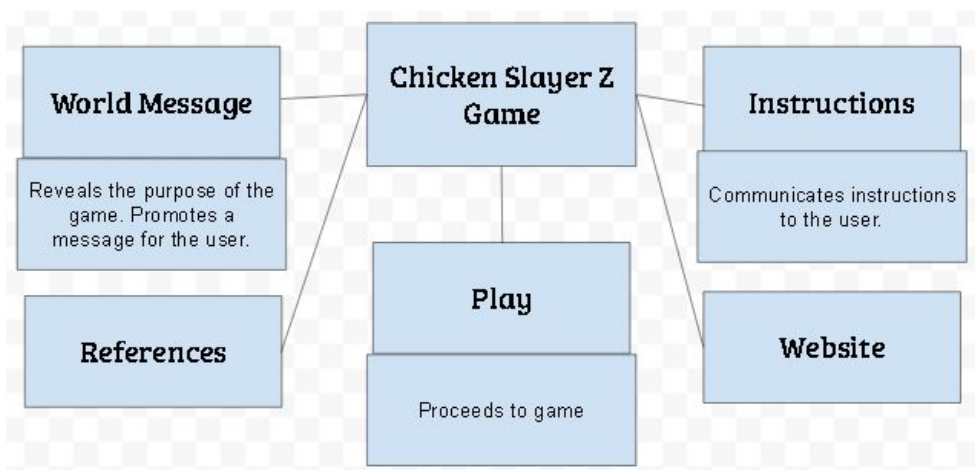 World Message
Reveals the purpose of the
game. Promotes a
message for the user.
References
Chicken Slayer Z
Game
Play
Proceeds to game
Instructions
Communicates instructions
to the user.
Website